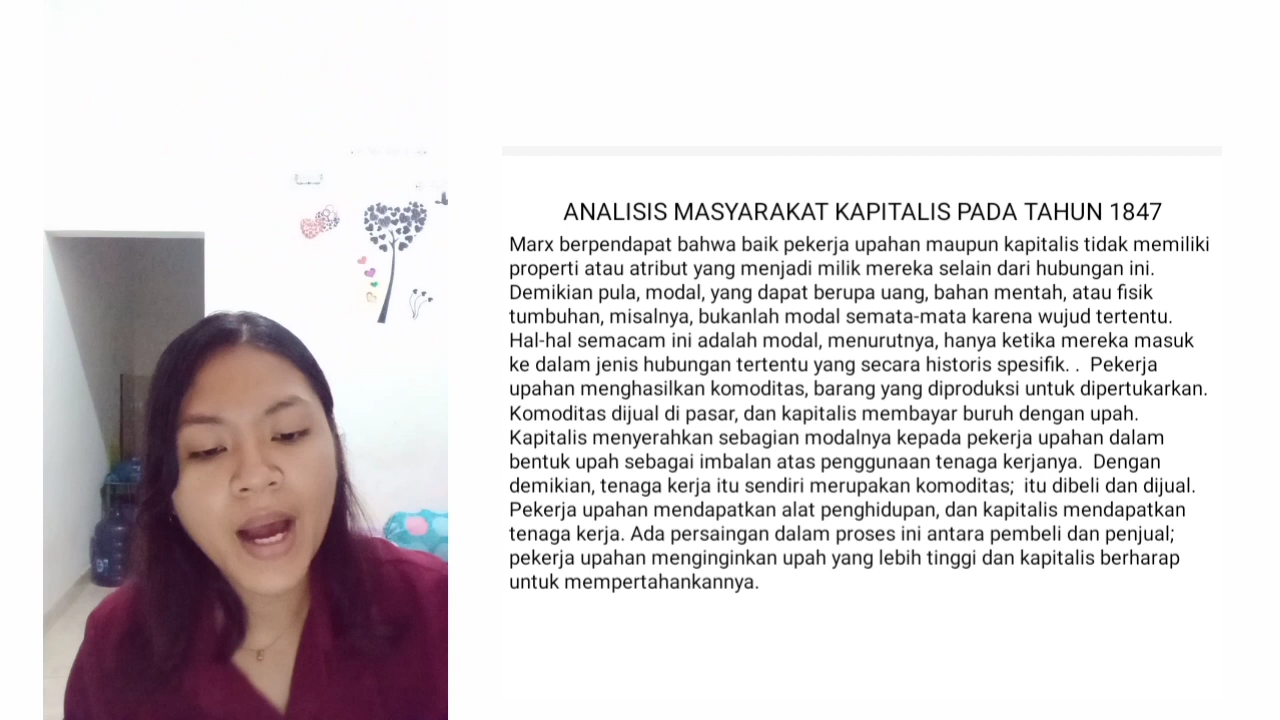 ANALISIS MASYARAKAT KAPITALIS PADA TAHUN 1847
Marx berpendapat bahwa baik pekerja upahan maupun kapitalis tidak memiliki
properti atau atribut yang menjadi milik mereka selain dari hubungan ini.
Demikian pula, modal, yang dapat berupa uang, bahan mentah, atau fisik
tumbuhan, misalnya, bukanlah modal semata-mata karena wujud tertentu.
Hal-hal semacam ini adalah modal, menurutnya, hanya ketika mereka masuk
ke dalam jenis hubungan tertentu yang secara historis spesifik. .  Pekerja
upahan menghasilkan komoditas, barang yang diproduksi untuk dipertukarkan.
Komoditas dijual di pasar, dan kapitalis membayar buruh dengan upah.
Kapitalis menyerahkan sebagian modalnya kepada pekerja upahan dalam
bentuk upah sebagai imbalan atas penggunaan tenaga kerjanya.  Dengan
demikian, tenaga kerja itu sendiri merupakan komoditas;  itu dibeli dan dijual.
Pekerja upahan mendapatkan alat penghidupan, dan kapitalis mendapatkan
tenaga kerja. Ada persaingan dalam proses ini antara pembeli dan penjual;
pekerja upahan menginginkan upah yang lebih tinggi dan kapitalis berharap
untuk mempertahankannya.